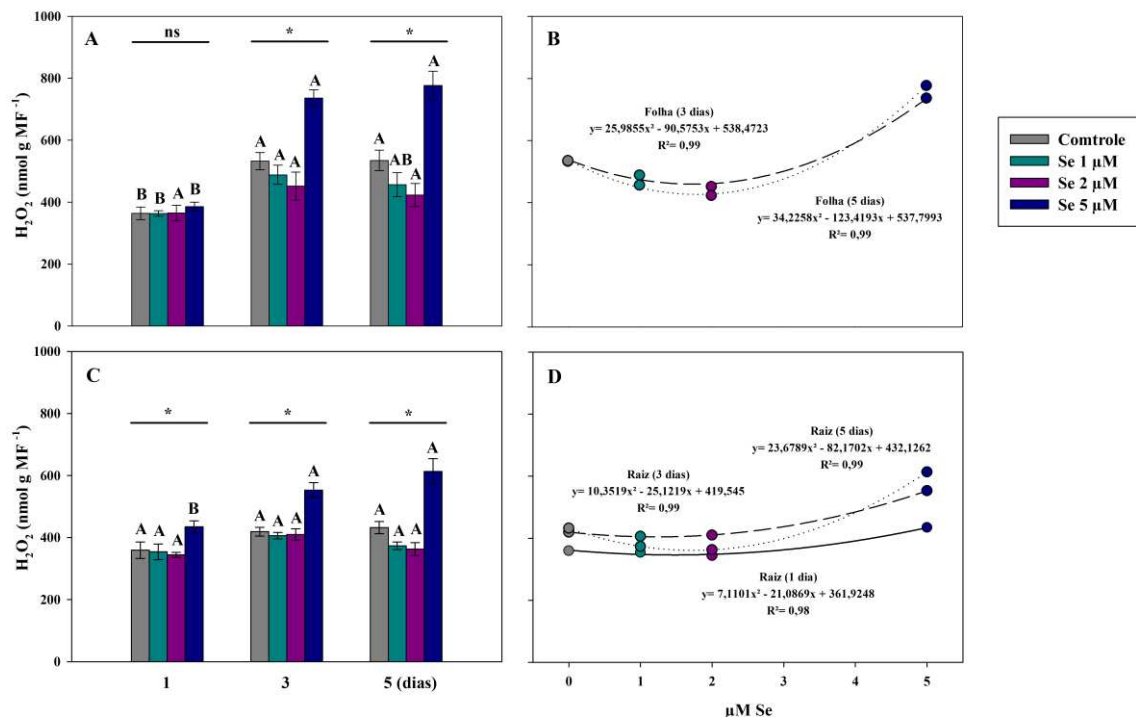 A
ns
*
*
B B A B
A A A A
A AB A A
H₂O₂ (nmol g MF⁻¹)
1000
800
600
400
200
0
B
Folha (3 dias)
y= 25,9855x² - 90,5753x + 538,4723
R²= 0,99
Folha (5 dias)
y= 34,2258x² - 123,4193x + 537,7993
R²= 0,99
Comtrole
Se 1 µM
Se 2 µM
Se 5 µM
C
*
*
*
A A A B
A A A A
A A A A
H₂O₂ (nmol g MF⁻¹)
1000
800
600
400
200
0
1 3 5 (dias)
D
Raiz (5 dias)
y= 23,6789x² - 82,1702x + 432,1262
R²= 0,99
Raiz (3 dias)
y= 10,3519x² - 25,1219x + 419,545
R²= 0,99
Raiz (1 dia)
y= 7,1101x² - 21,0869x + 361,9248
R²= 0,98
0 1 2 3 4 5
µM Se